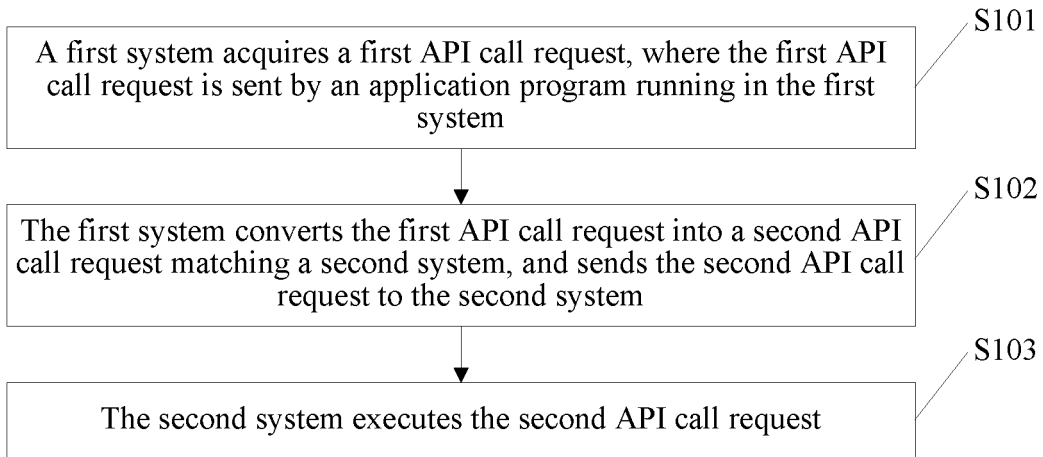 S101
A first system acquires a first API call request, where the first API
call request is sent by an application program running in the first
system
S102
The first system converts the first API call request into a second API
call request matching a second system, and sends the second API call
request to the second system
S103
The second system executes the second API call request